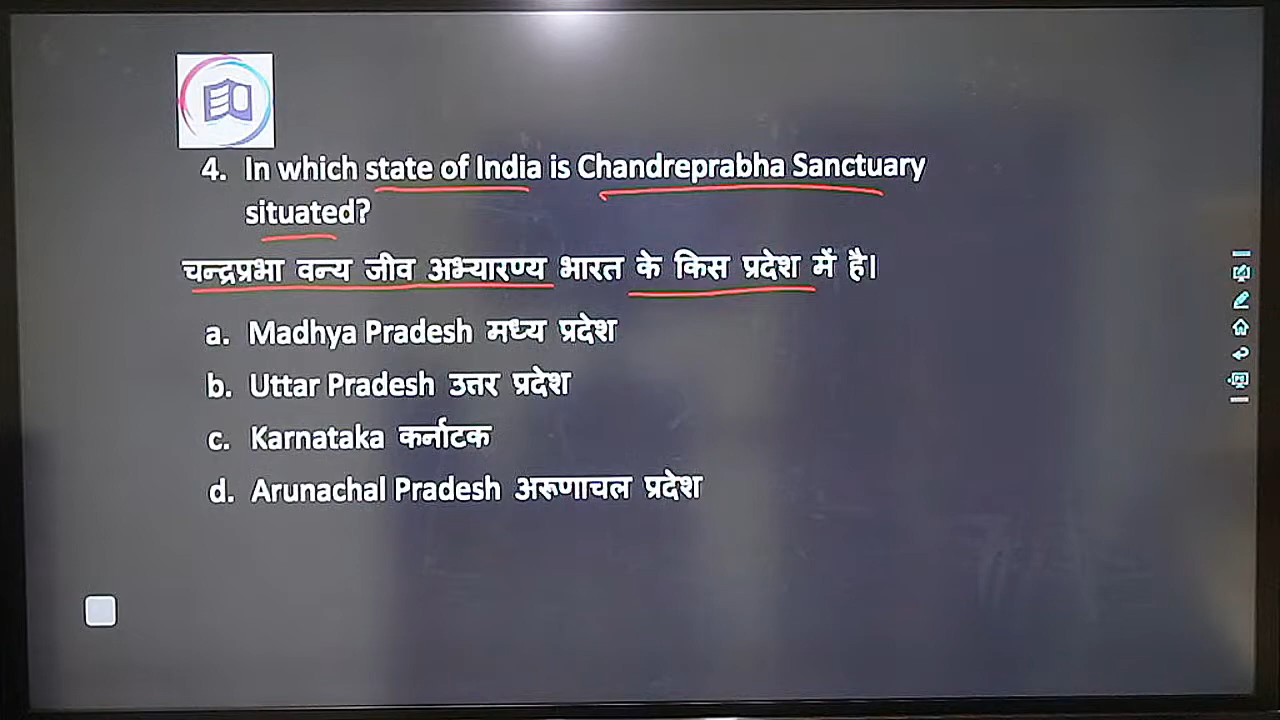 4. In which state of India is Chandreprabha Sanctuary
situated?
चन्द्रप्रभा वन्य जीव अभ्यारण्य भारत के किस प्रदेश में है।
a. Madhya Pradesh मध्य प्रदेश
b. Uttar Pradesh उत्तर प्रदेश
c. Karnataka कर्नाटक
d. Arunachal Pradesh अरूणाचल प्रदेश